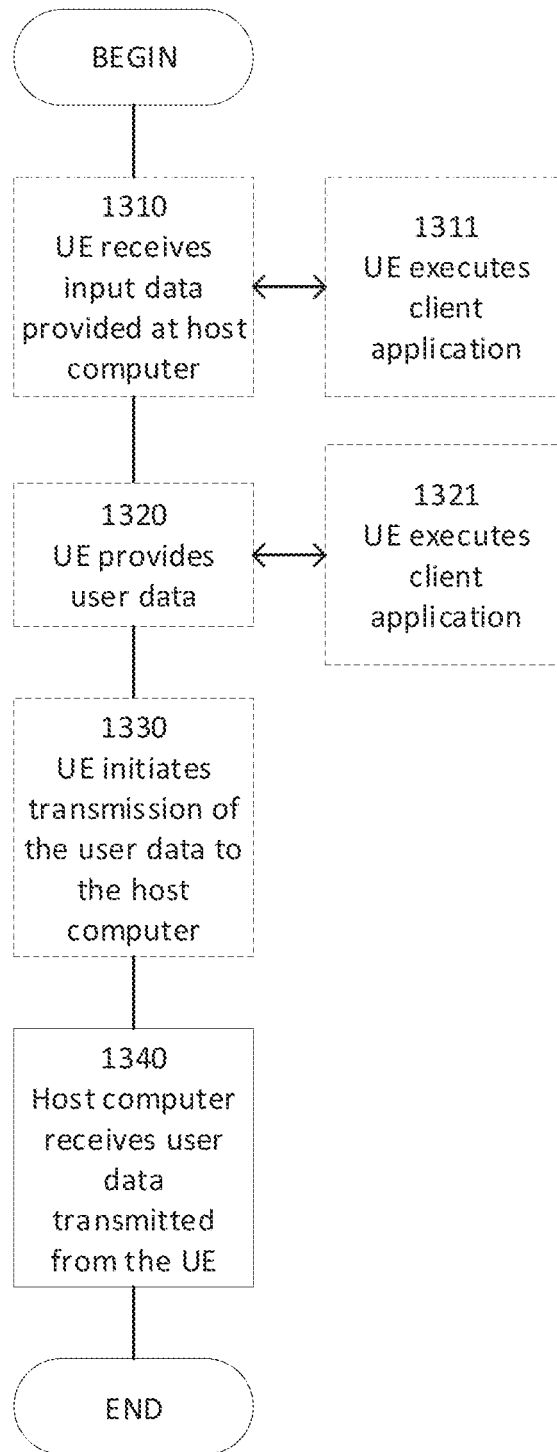 BEGIN
1310
UE receives
input data
provided at host
computer
1311
UE executes
client
application
1320
UE provides
user data
1321
UE executes
client
application
1330
UE initiates
transmission of
the user data to
the host
computer
1340
Host computer
receives user
data
transmitted
from the UE
END